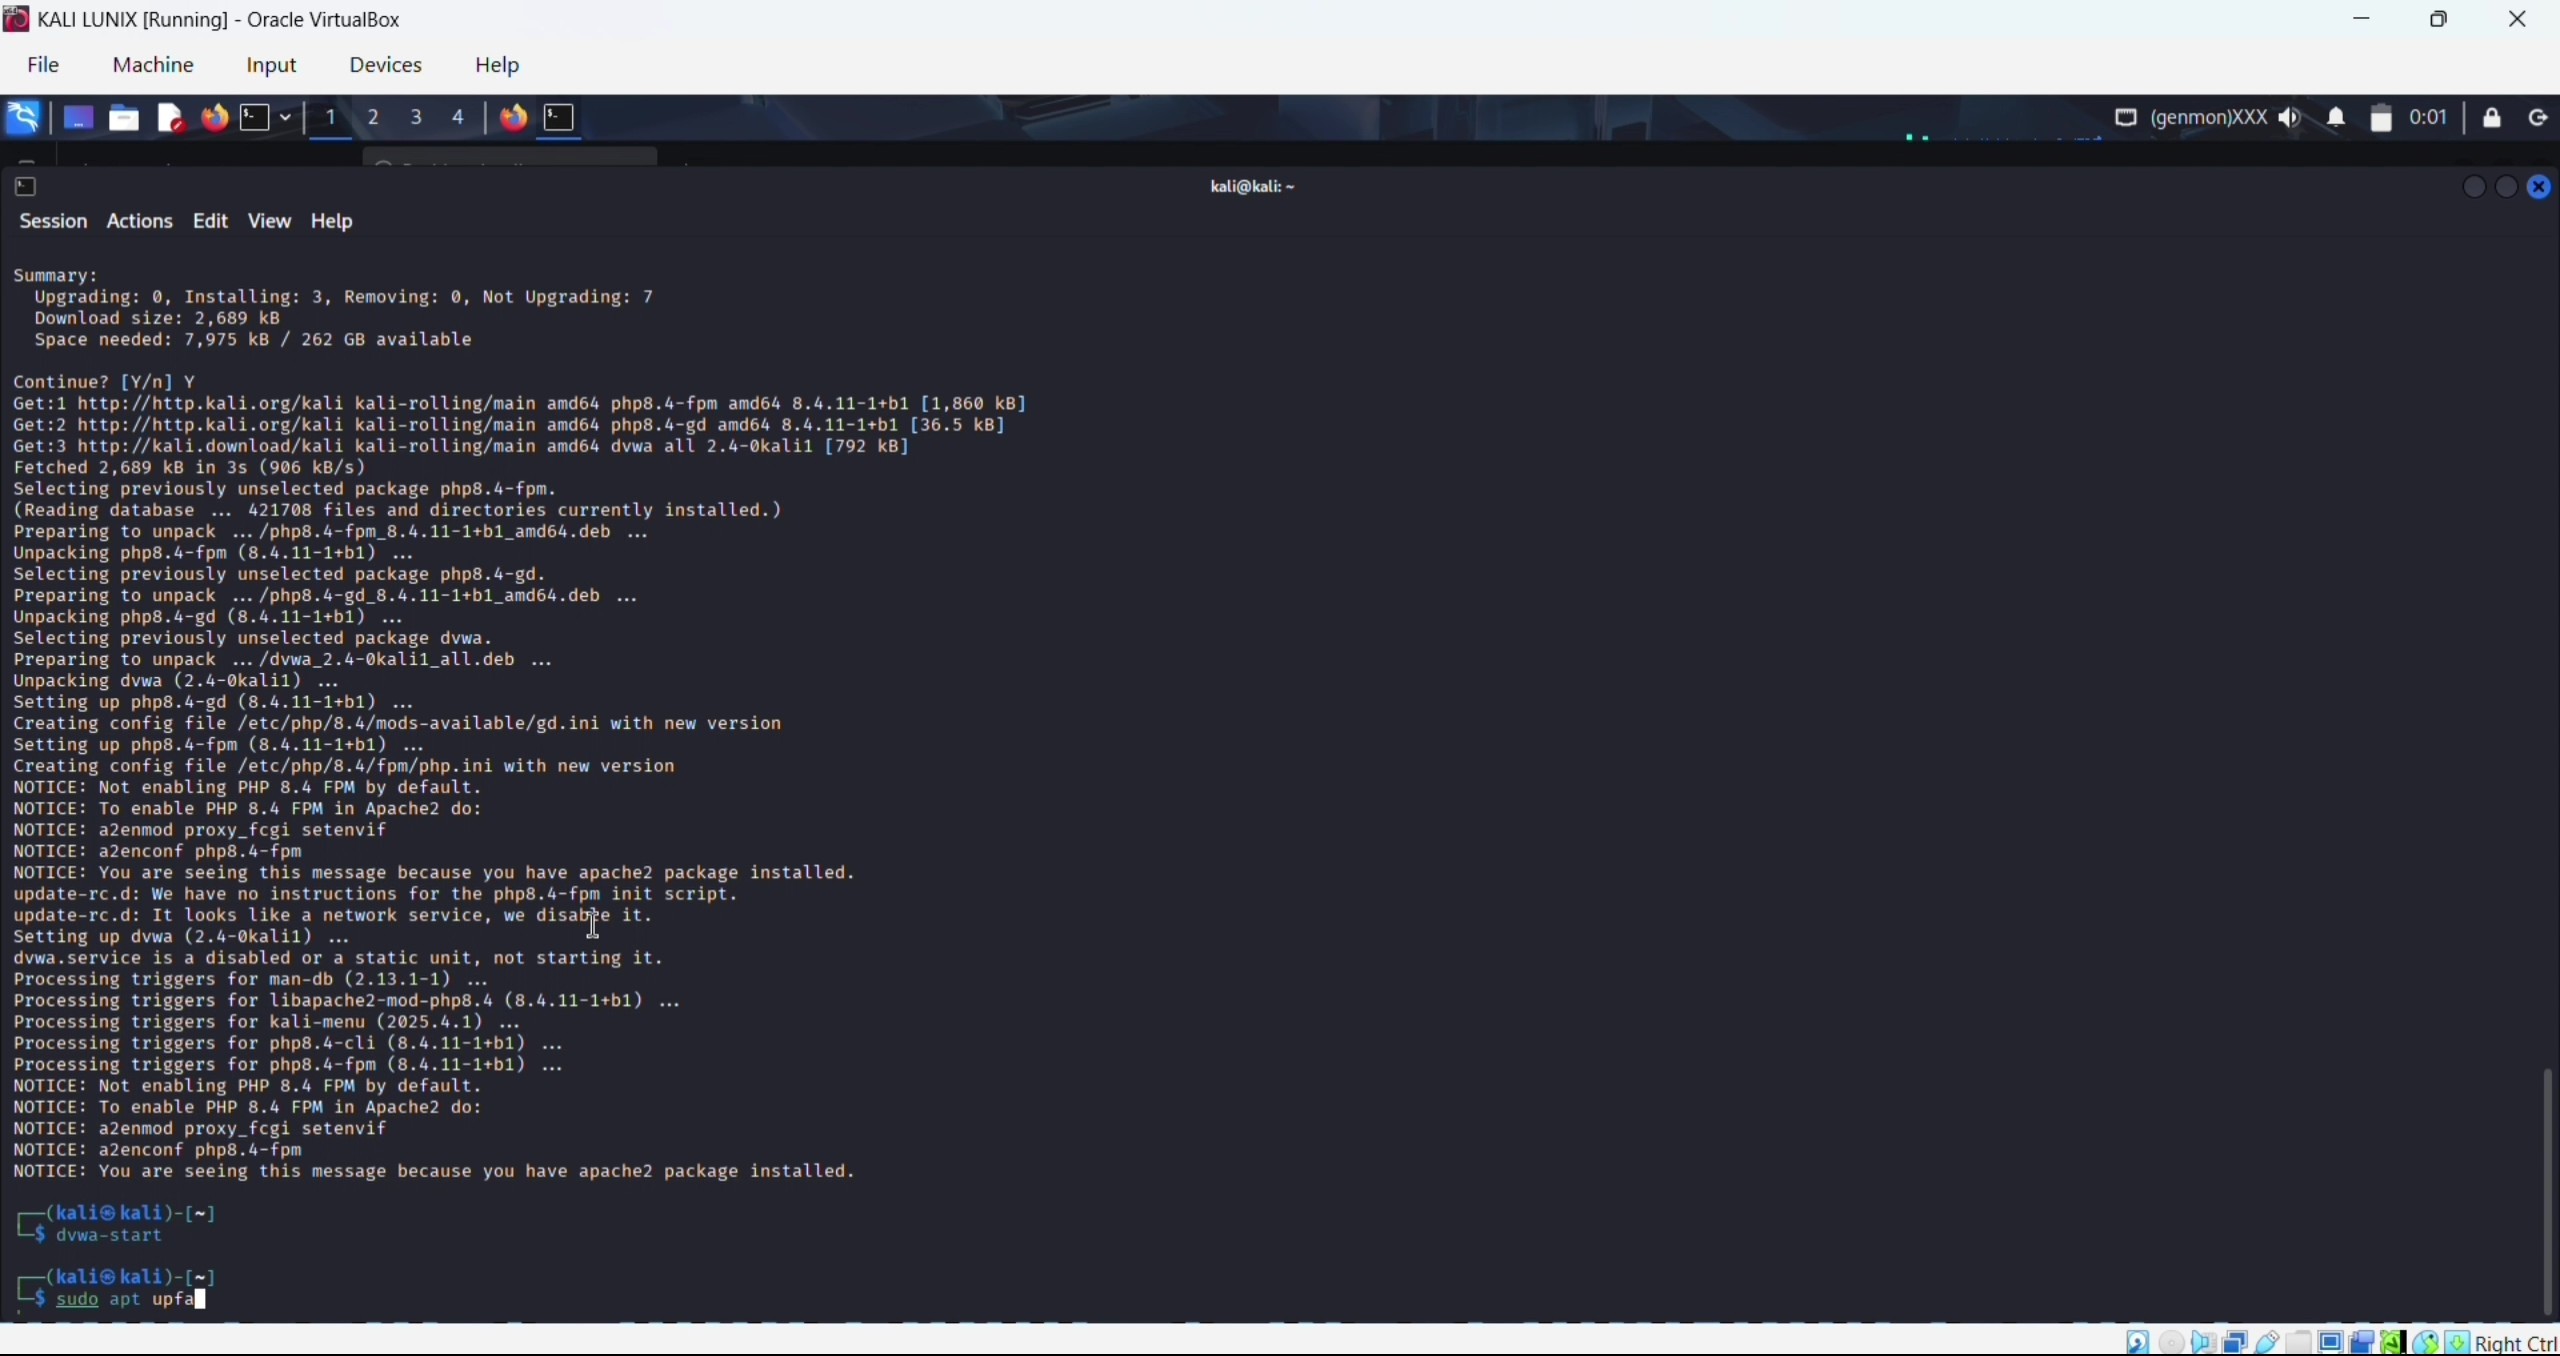 KALI LUNIX [Running] - Oracle VirtualBox
File Machine Input Devices Help
1 2 3 4 (genmon)XXX 0:01
kali@kali: ~
Session Actions Edit View Help
Summary:
Upgrading: 0, Installing: 3, Removing: 0, Not Upgrading: 7
Download size: 2,689 kB
Space needed: 7,975 kB / 262 GB available
Continue? [Y/n] Y
Get:1 http://http.kali.org/kali kali-rolling/main amd64 php8.4-fpm amd64 8.4.11-1+b1 [1,860 kB]
Get:2 http://http.kali.org/kali kali-rolling/main amd64 php8.4-gd amd64 8.4.11-1+b1 [36.5 kB]
Get:3 http://kali.download/kali kali-rolling/main amd64 dvwa all 2.4-0kali1 [792 kB]
Fetched 2,689 kB in 3s (906 kB/s)
Selecting previously unselected package php8.4-fpm.
(Reading database ... 421708 files and directories currently installed.)
Preparing to unpack .../php8.4-fpm_8.4.11-1+b1_amd64.deb ...
Unpacking php8.4-fpm (8.4.11-1+b1) ...
Selecting previously unselected package php8.4-gd.
Preparing to unpack .../php8.4-gd_8.4.11-1+b1_amd64.deb ...
Unpacking php8.4-gd (8.4.11-1+b1) ...
Selecting previously unselected package dvwa.
Preparing to unpack .../dvwa_2.4-0kali1_all.deb ...
Unpacking dvwa (2.4-0kali1) ...
Setting up php8.4-gd (8.4.11-1+b1) ...
Creating config file /etc/php/8.4/mods-available/gd.ini with new version
Setting up php8.4-fpm (8.4.11-1+b1) ...
Creating config file /etc/php/8.4/fpm/php.ini with new version
NOTICE: Not enabling PHP 8.4 FPM by default.
NOTICE: To enable PHP 8.4 FPM in Apache2 do:
NOTICE: a2enmod proxy_fcgi setenvif
NOTICE: a2enconf php8.4-fpm
NOTICE: You are seeing this message because you have apache2 package installed.
update-rc.d: We have no instructions for the php8.4-fpm init script.
update-rc.d: It looks like a network service, we disable it.
Setting up dvwa (2.4-0kali1) ...
dvwa.service is a disabled or a static unit, not starting it.
Processing triggers for man-db (2.13.1-1) ...
Processing triggers for libapache2-mod-php8.4 (8.4.11-1+b1) ...
Processing triggers for kali-menu (2025.4.1) ...
Processing triggers for php8.4-cli (8.4.11-1+b1) ...
Processing triggers for php8.4-fpm (8.4.11-1+b1) ...
NOTICE: Not enabling PHP 8.4 FPM by default.
NOTICE: To enable PHP 8.4 FPM in Apache2 do:
NOTICE: a2enmod proxy_fcgi setenvif
NOTICE: a2enconf php8.4-fpm
NOTICE: You are seeing this message because you have apache2 package installed.
┌──(kali㉿kali)-[~]
└─$ dvwa-start
┌──(kali㉿kali)-[~]
└─$ sudo apt upfa
Right Ctrl